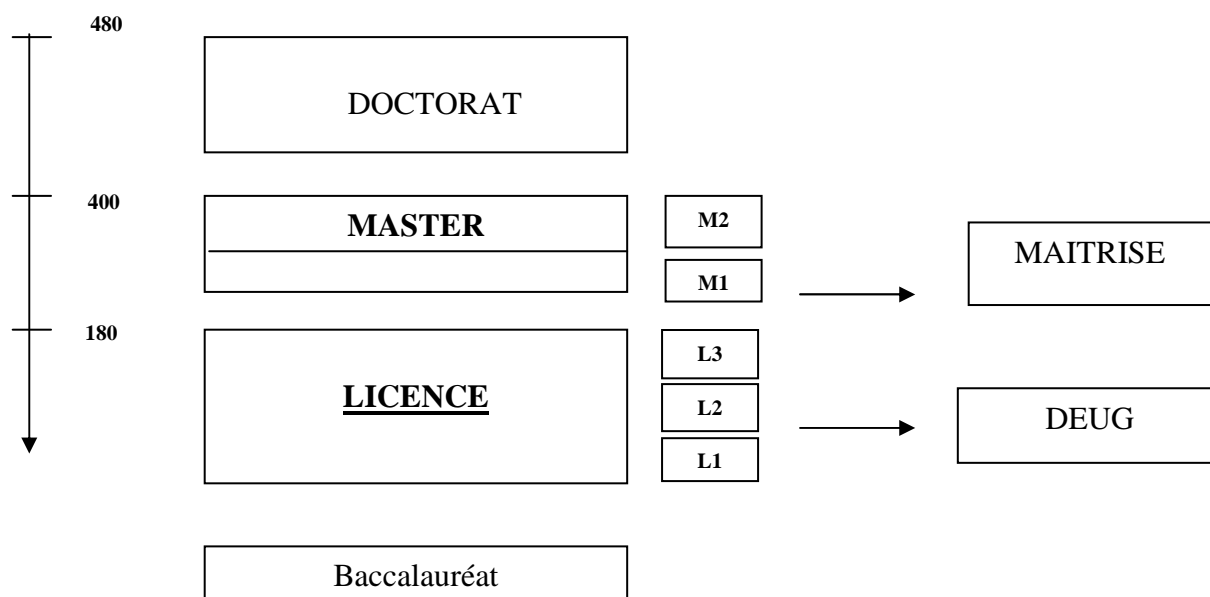 480
DOCTORAT
400
MASTER
M2
M1
MAITRISE
180
LICENCE
L3
L2
L1
DEUG
Baccalauréat